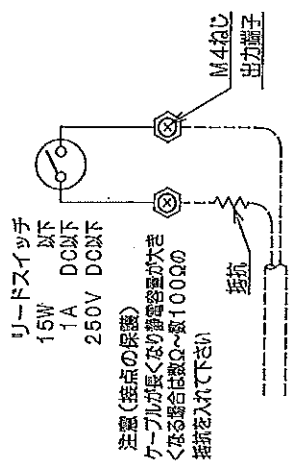 リードスイッチ
15W 以下
1A DC以下
250V DC以下
注意(接点の保護)
ケーブルが長くなり静電容量が大き
くなる場合は数Ω~数100Ωの
抵抗を入れて下さい
抵抗
M4ねじ
出力端子